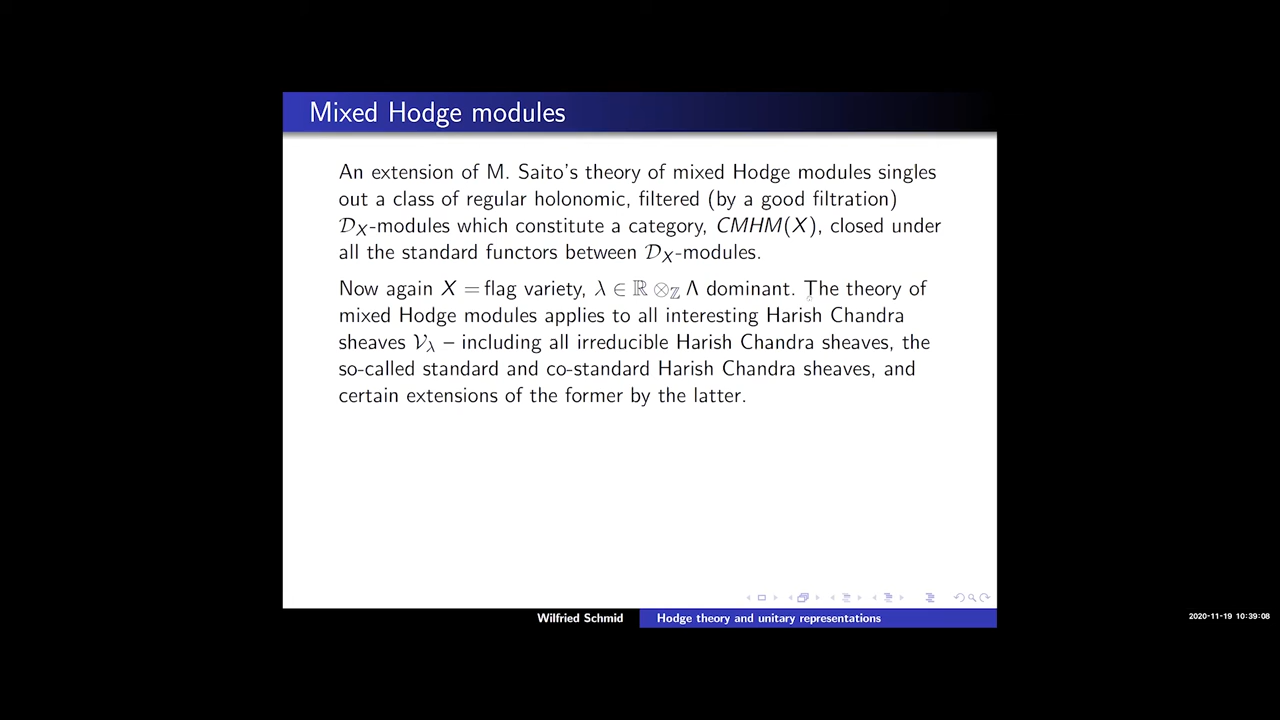 Mixed Hodge modules
An extension of M. Saito's theory of mixed Hodge modules singles
out a class of regular holonomic, filtered (by a good filtration)
𝒟_X-modules which constitute a category, CMHM(X), closed under
all the standard functors between 𝒟_X-modules.
Now again X = flag variety, λ ∈ ℝ ⊗_ℤ Λ dominant. The theory of
mixed Hodge modules applies to all interesting Harish Chandra
sheaves 𝒱_λ – including all irreducible Harish Chandra sheaves, the
so-called standard and co-standard Harish Chandra sheaves, and
certain extensions of the former by the latter.
Wilfried Schmid
Hodge theory and unitary representations
2020-11-19 10:39:08